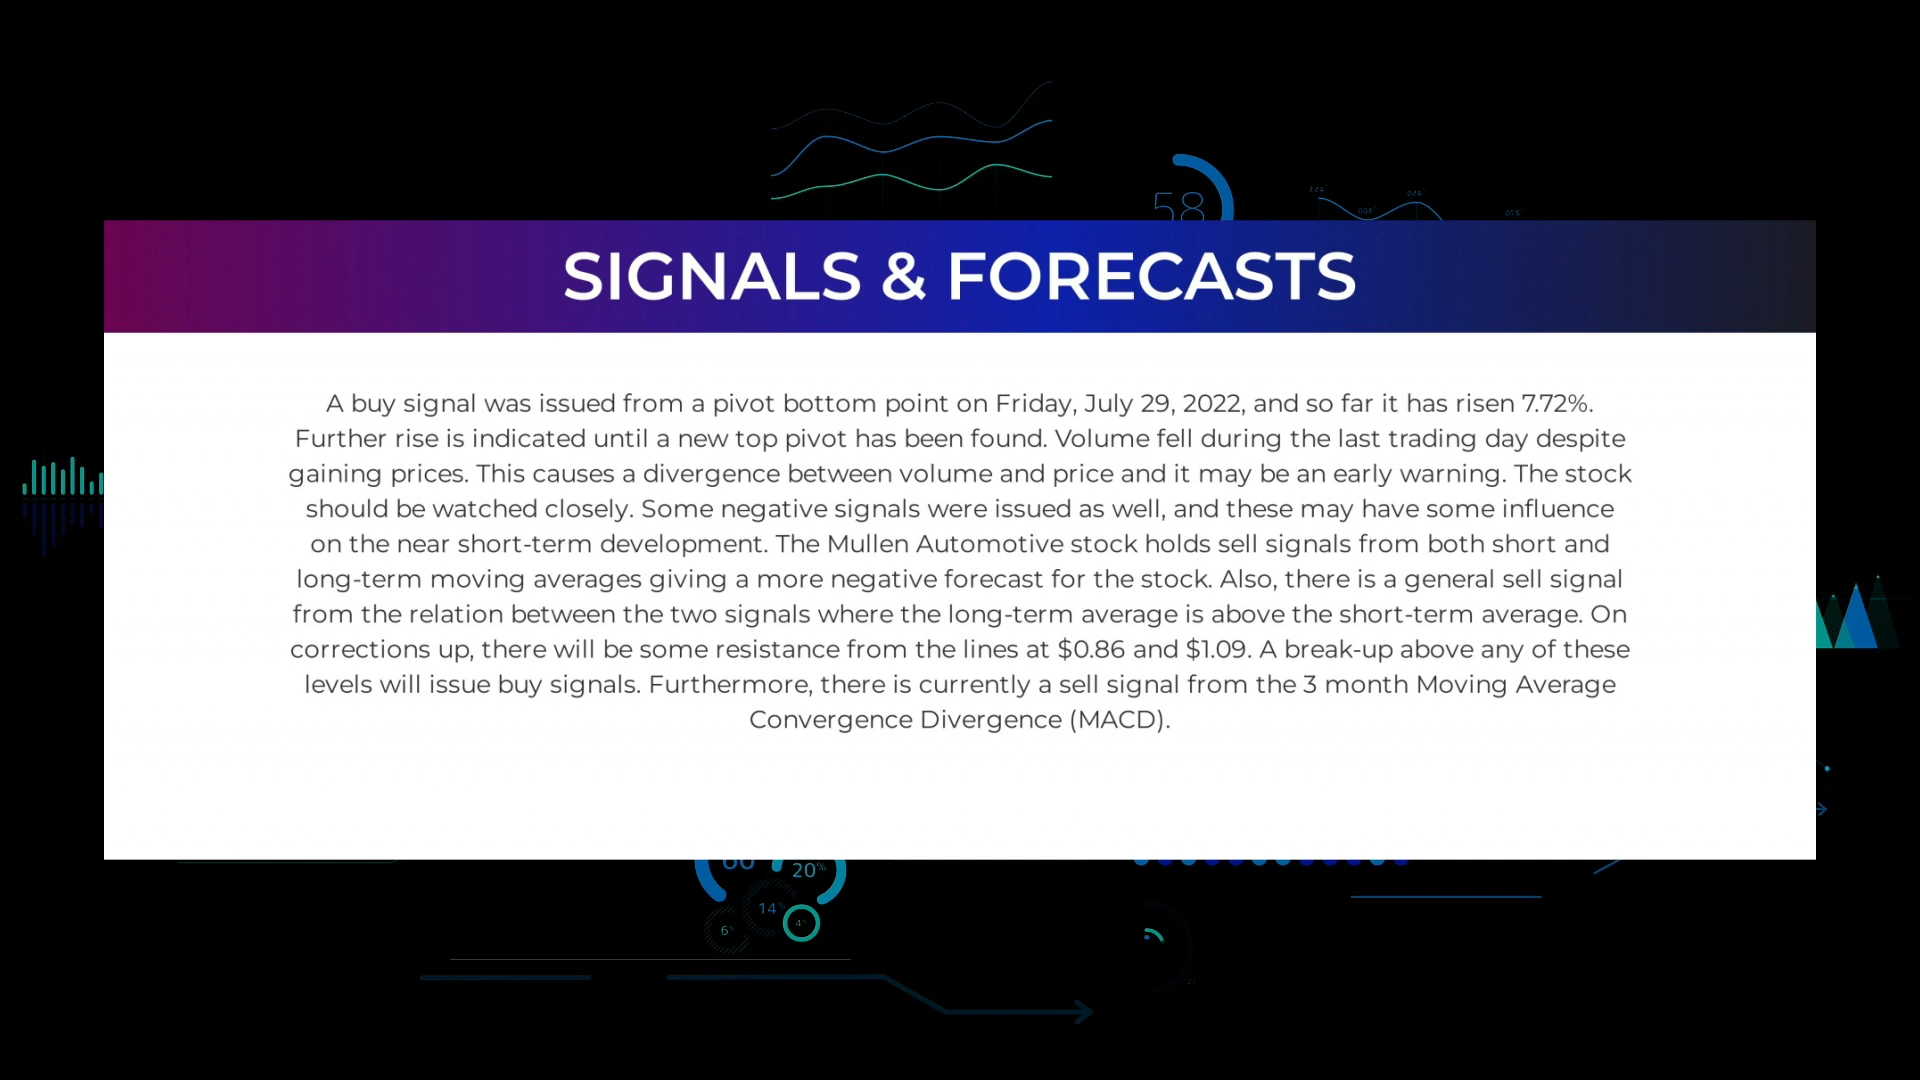 58
SIGNALS & FORECASTS
A buy signal was issued from a pivot bottom point on Friday, July 29, 2022, and so far it has risen 7.72%.
Further rise is indicated until a new top pivot has been found. Volume fell during the last trading day despite
gaining prices. This causes a divergence between volume and price and it may be an early warning. The stock
should be watched closely. Some negative signals were issued as well, and these may have some influence
on the near short-term development. The Mullen Automotive stock holds sell signals from both short and
long-term moving averages giving a more negative forecast for the stock. Also, there is a general sell signal
from the relation between the two signals where the long-term average is above the short-term average. On
corrections up, there will be some resistance from the lines at $0.86 and $1.09. A break-up above any of these
levels will issue buy signals. Furthermore, there is currently a sell signal from the 3 month Moving Average
Convergence Divergence (MACD).
20%
14%
6%
4%